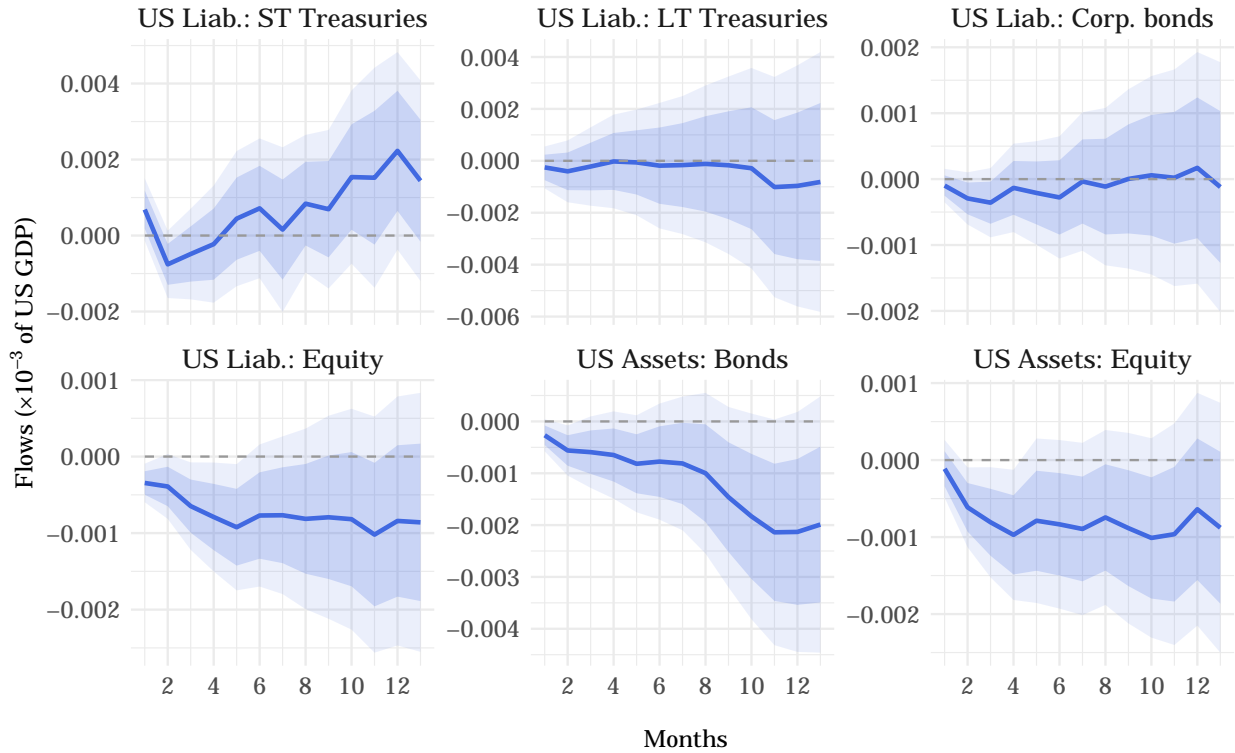 US Liab.: ST Treasuries
US Liab.: LT Treasuries
US Liab.: Corp. bonds
0.004
0.002
0.000
−0.002
0.004
0.002
0.000
−0.002
−0.004
−0.006
0.002
0.001
0.000
−0.001
−0.002
Flows (×10⁻³ of US GDP)
US Liab.: Equity
US Assets: Bonds
US Assets: Equity
0.001
0.000
−0.001
−0.002
0.000
−0.001
−0.002
−0.003
−0.004
0.001
0.000
−0.001
−0.002
2 4 6 8 10 12
2 4 6 8 10 12
2 4 6 8 10 12
Months